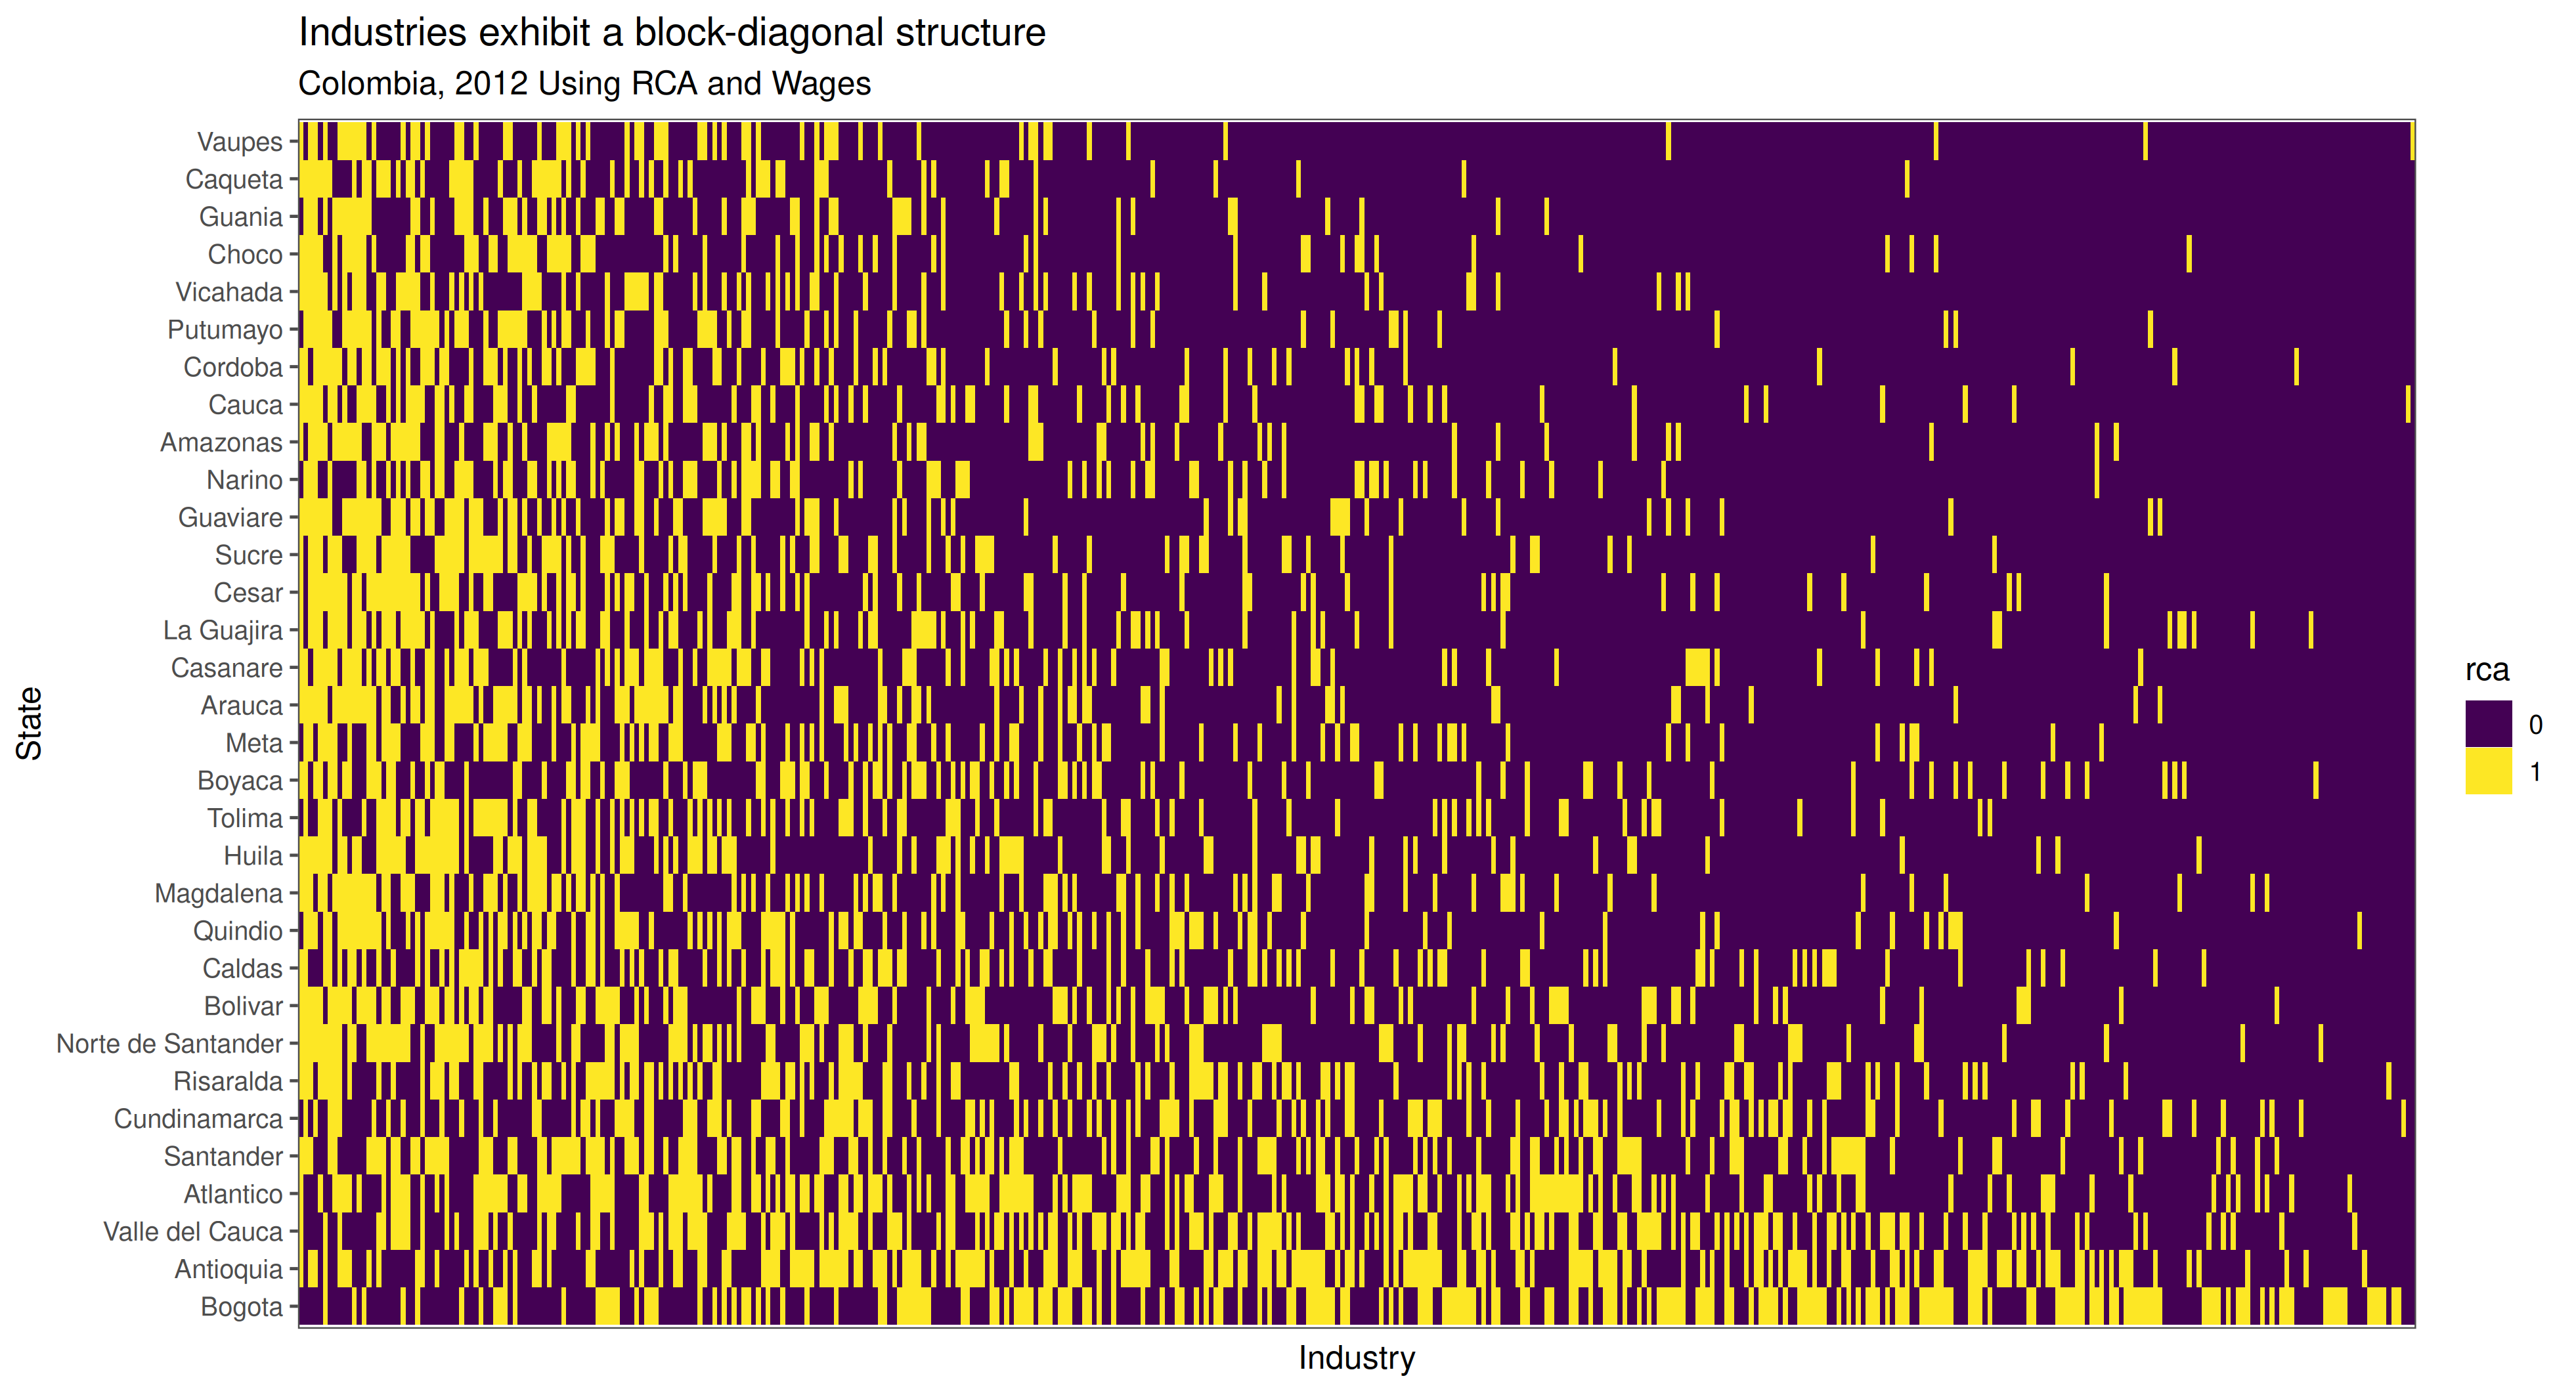 Industries exhibit a block-diagonal structure
Colombia, 2012 Using RCA and Wages
State
Vaupes
Caqueta
Guania
Choco
Vicahada
Putumayo
Cordoba
Cauca
Amazonas
Narino
Guaviare
Sucre
Cesar
La Guajira
Casanare
Arauca
Meta
Boyaca
Tolima
Huila
Magdalena
Quindio
Caldas
Bolivar
Norte de Santander
Risaralda
Cundinamarca
Santander
Atlantico
Valle del Cauca
Antioquia
Bogota
Industry
rca
0
1